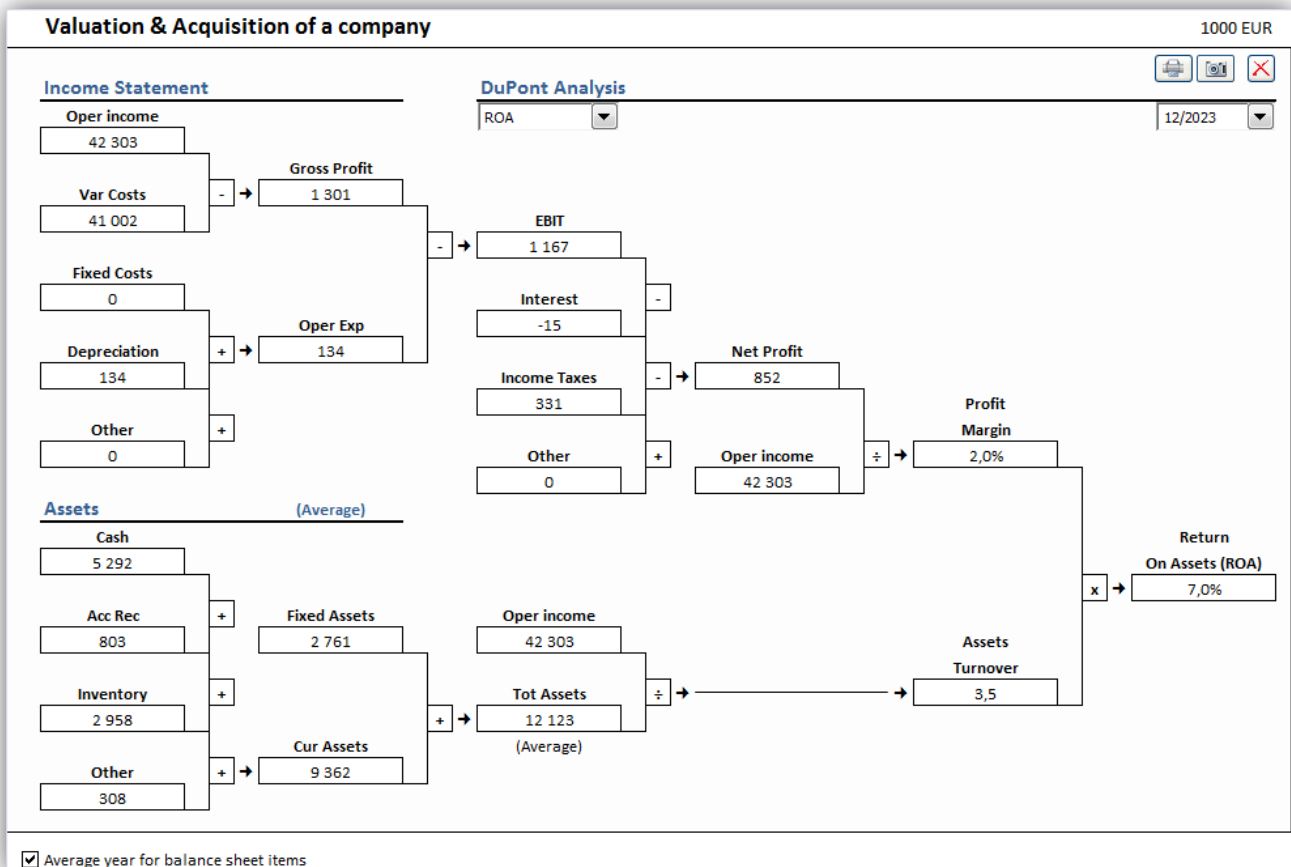 Valuation & Acquisition of a company
1000 EUR
Income Statement
DuPont Analysis
ROA
12/2023
Oper income
42 303
Gross Profit
Var Costs
- 1 301
41 002
EBIT
- 1 167
Fixed Costs
0
Interest -
-15
Oper Exp
Depreciation + 134
134
Net Profit
Income Taxes - 852
331
Profit
Other +
Margin
0
Other + Oper income ÷ 2,0%
0 42 303
Assets (Average)
Cash
5 292
Return
On Assets (ROA)
x 7,0%
Acc Rec + Fixed Assets Oper income
803 2 761 42 303
Assets
Turnover
Inventory + Tot Assets ÷ 3,5
2 958 + 12 123
Cur Assets (Average)
Other + 9 362
308
Average year for balance sheet items